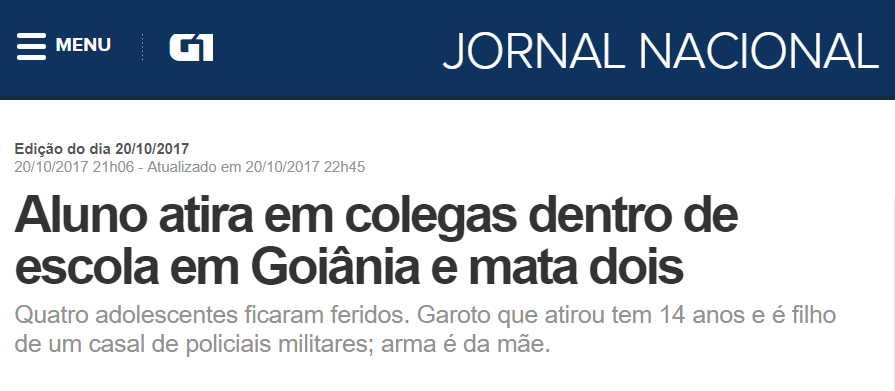 MENU
G1
JORNAL NACIONAL
Edição do dia 20/10/2017
20/10/2017 21h06 - Atualizado em 20/10/2017 22h45
Aluno atira em colegas dentro de
escola em Goiânia e mata dois
Quatro adolescentes ficaram feridos. Garoto que atirou tem 14 anos e é filho
de um casal de policiais militares; arma é da mãe.